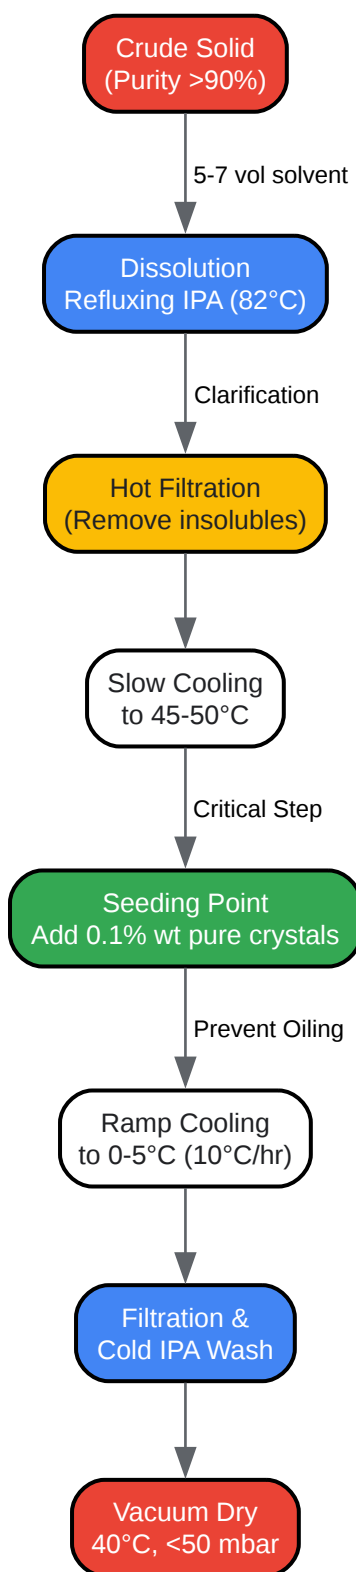 Crude Solid
(Purity >90%)
5-7 vol solvent
Dissolution
Refluxing IPA (82°C)
Clarification
Hot Filtration
(Remove insolubles)
Slow Cooling
to 45-50°C
Critical Step
Seeding Point
Add 0.1% wt pure crystals
Prevent Oiling
Ramp Cooling
to 0-5°C (10°C/hr)
Filtration &
Cold IPA Wash
Vacuum Dry
40°C, <50 mbar